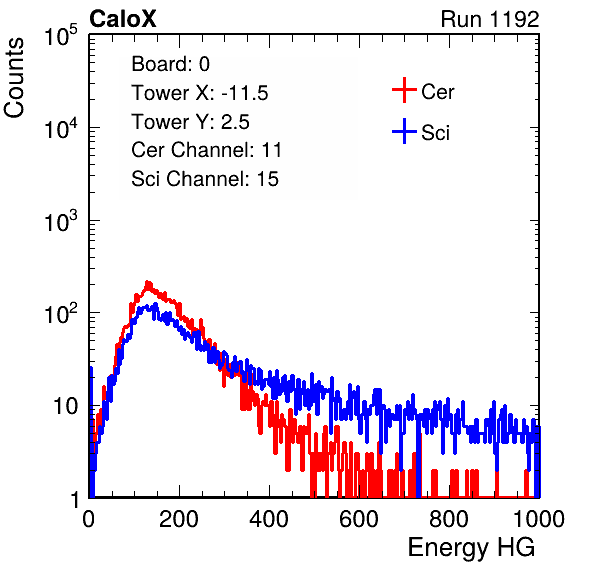 CaloX Run 1192
Counts
10^5
10^4
10^3
10^2
10
1
Board: 0
Tower X: -11.5
Tower Y: 2.5
Cer Channel: 11
Sci Channel: 15
Cer
Sci
0 200 400 600 800 1000
Energy HG